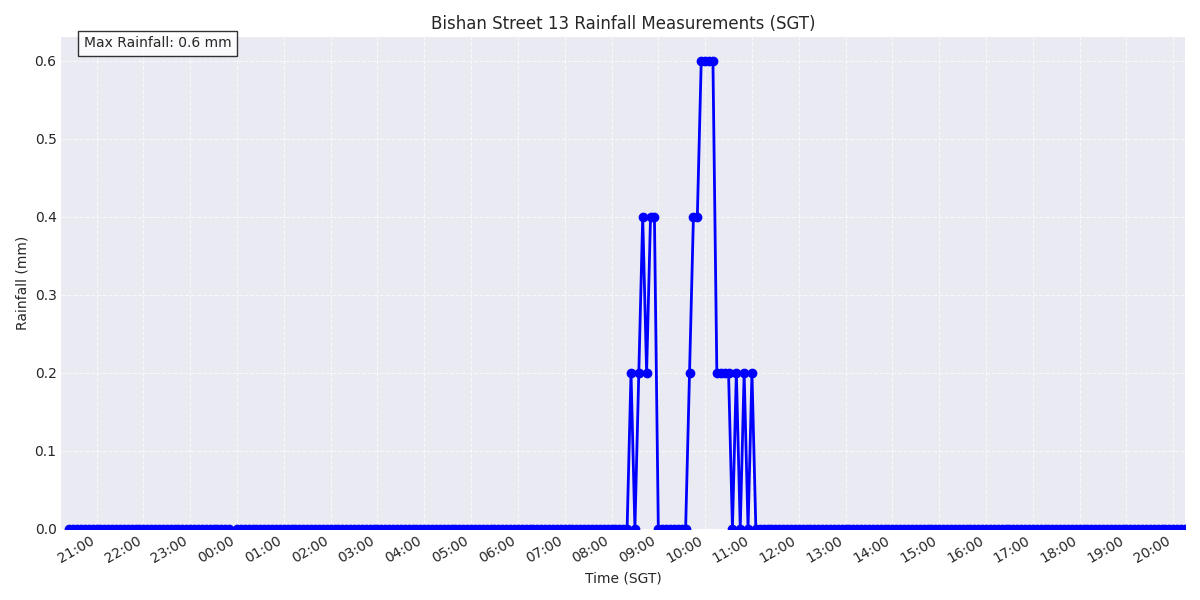 Bishan Street 13 Rainfall Measurements (SGT)
Max Rainfall: 0.6 mm
0.6
0.5
0.4
0.3
0.2
0.1
0.0
Rainfall (mm)
21:00 22:00 23:00 00:00 01:00 02:00 03:00 04:00 05:00 06:00 07:00 08:00 09:00 10:00 11:00 12:00 13:00 14:00 15:00 16:00 17:00 18:00 19:00 20:00
Time (SGT)